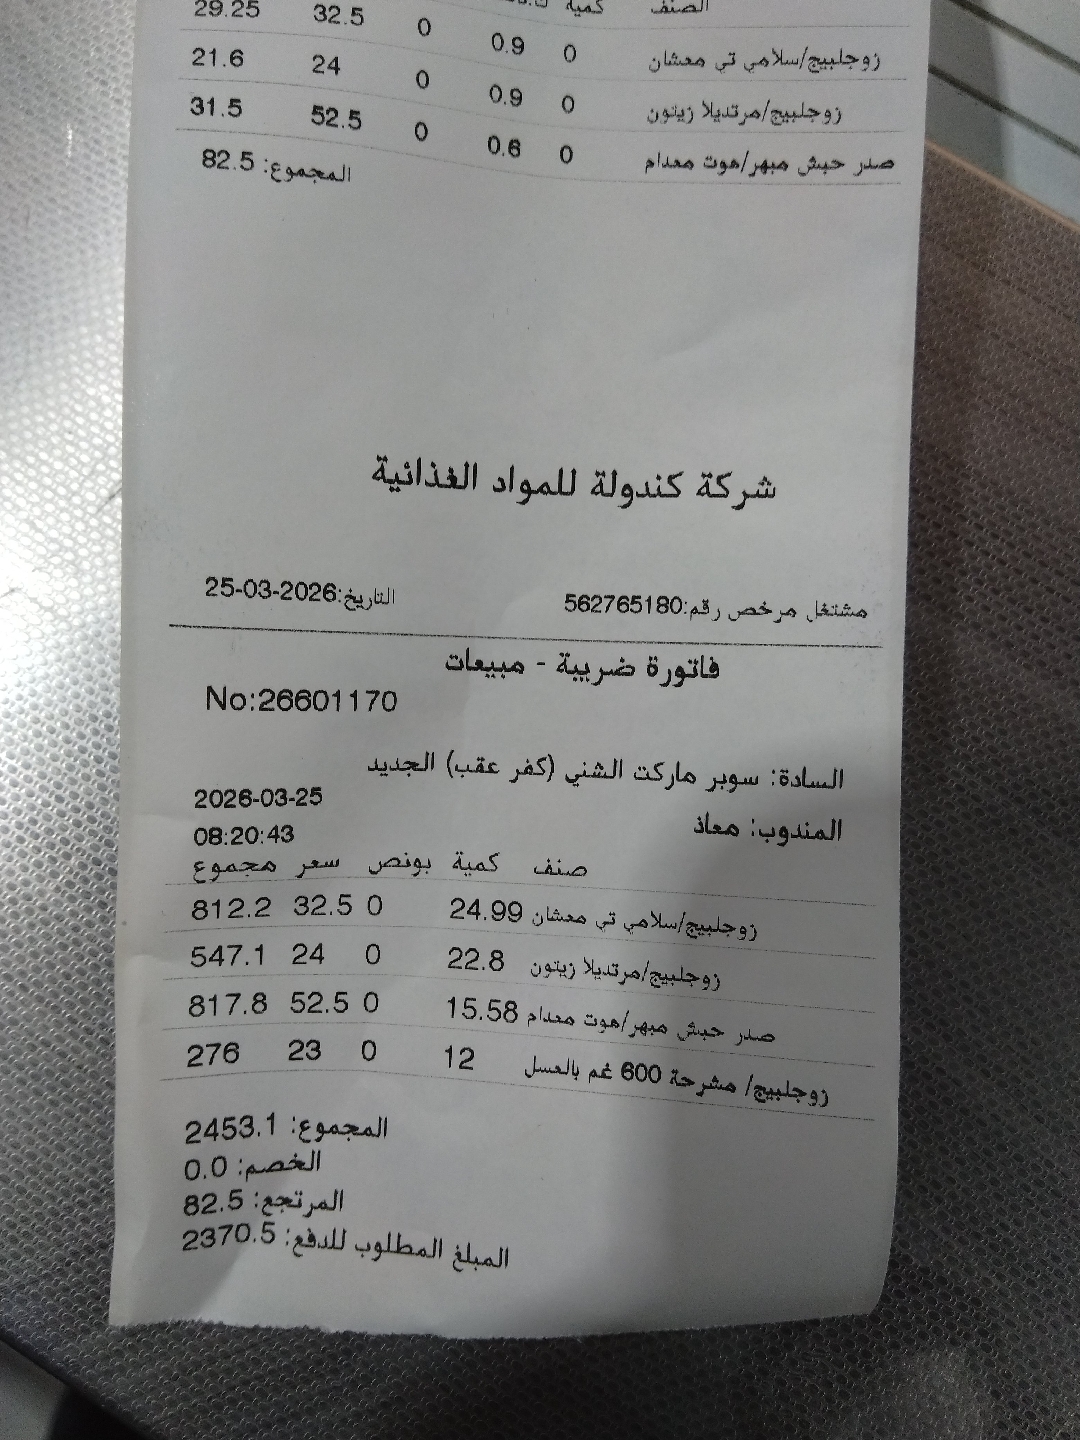 الصنف كمية
زوجلبيج/سلامي تي معشان 0 0.9 0 32.5 29.25
زوجلبيج/مرتديلا زيتون 0 0.9 0 24 21.6
صدر حبش مبهر/هوت معدام 0 0.6 0 52.5 31.5
المجموع: 82.5
شركة كندولة للمواد الغذائية
مشتغل مرخص رقم:562765180 التاريخ:25-03-2026
فاتورة ضريبة - مبيعات
No:26601170
السادة: سوبر ماركت الشني (كفر عقب) الجديد
2026-03-25
المندوب: معاذ
08:20:43
صنف كمية بونص سعر مجموع
زوجلبيج/سلامي تي معشان 24.99 0 32.5 812.2
زوجلبيج/مرتديلا زيتون 22.8 0 24 547.1
صدر حبش مبهر/هوت معدام 15.58 0 52.5 817.8
زوجلبيج/ مشرحة 600 غم بالعسل 12 0 23 276
المجموع: 2453.1
الخصم: 0.0
المرتجع: 82.5
المبلغ المطلوب للدفع: 2370.5